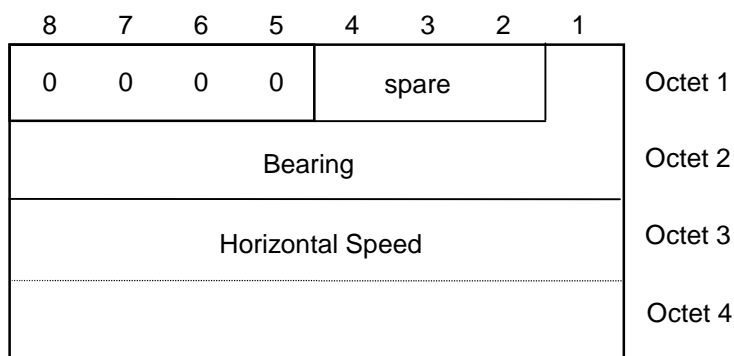 8 7 6 5 4 3 2 1
0 0 0 0 spare Octet 1
Bearing Octet 2
Horizontal Speed Octet 3
Octet 4